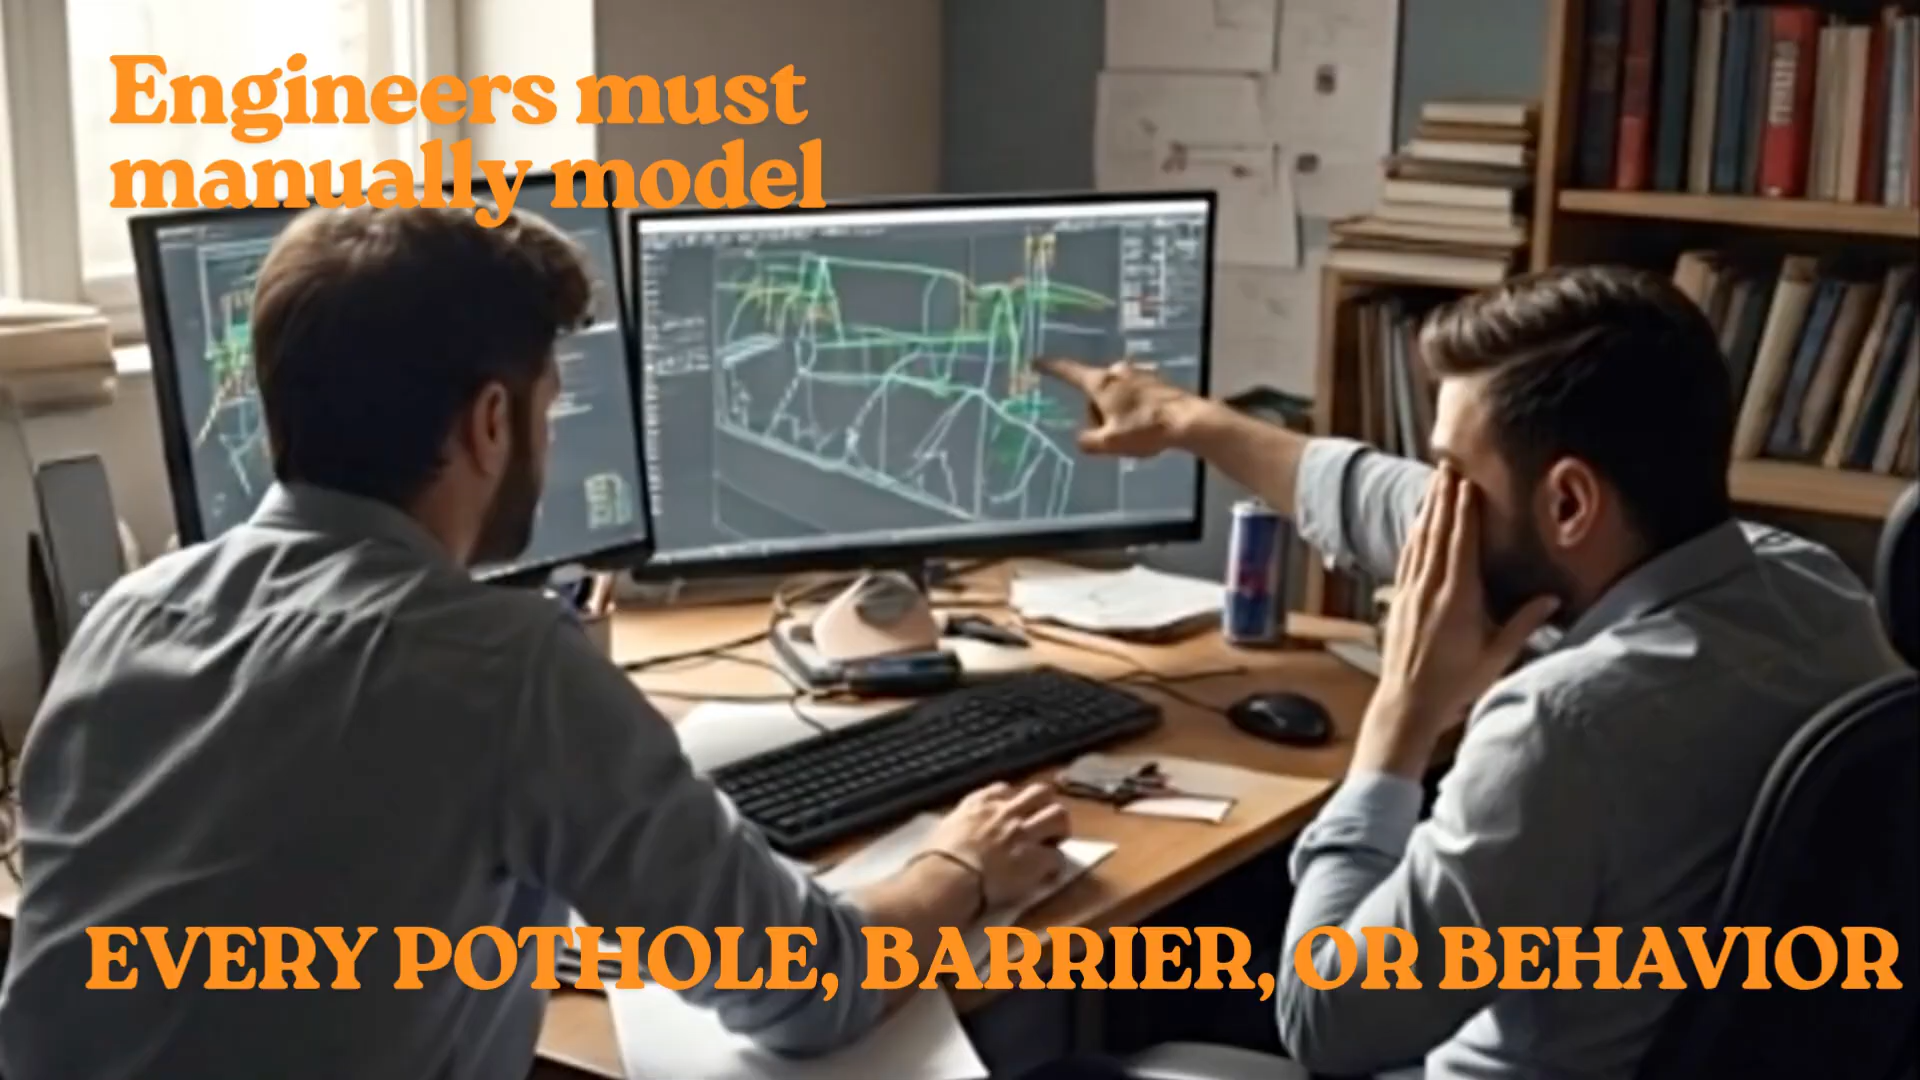 Engineers must
manually model
EVERY POTHOLE, BARRIER, OR BEHAVIOR